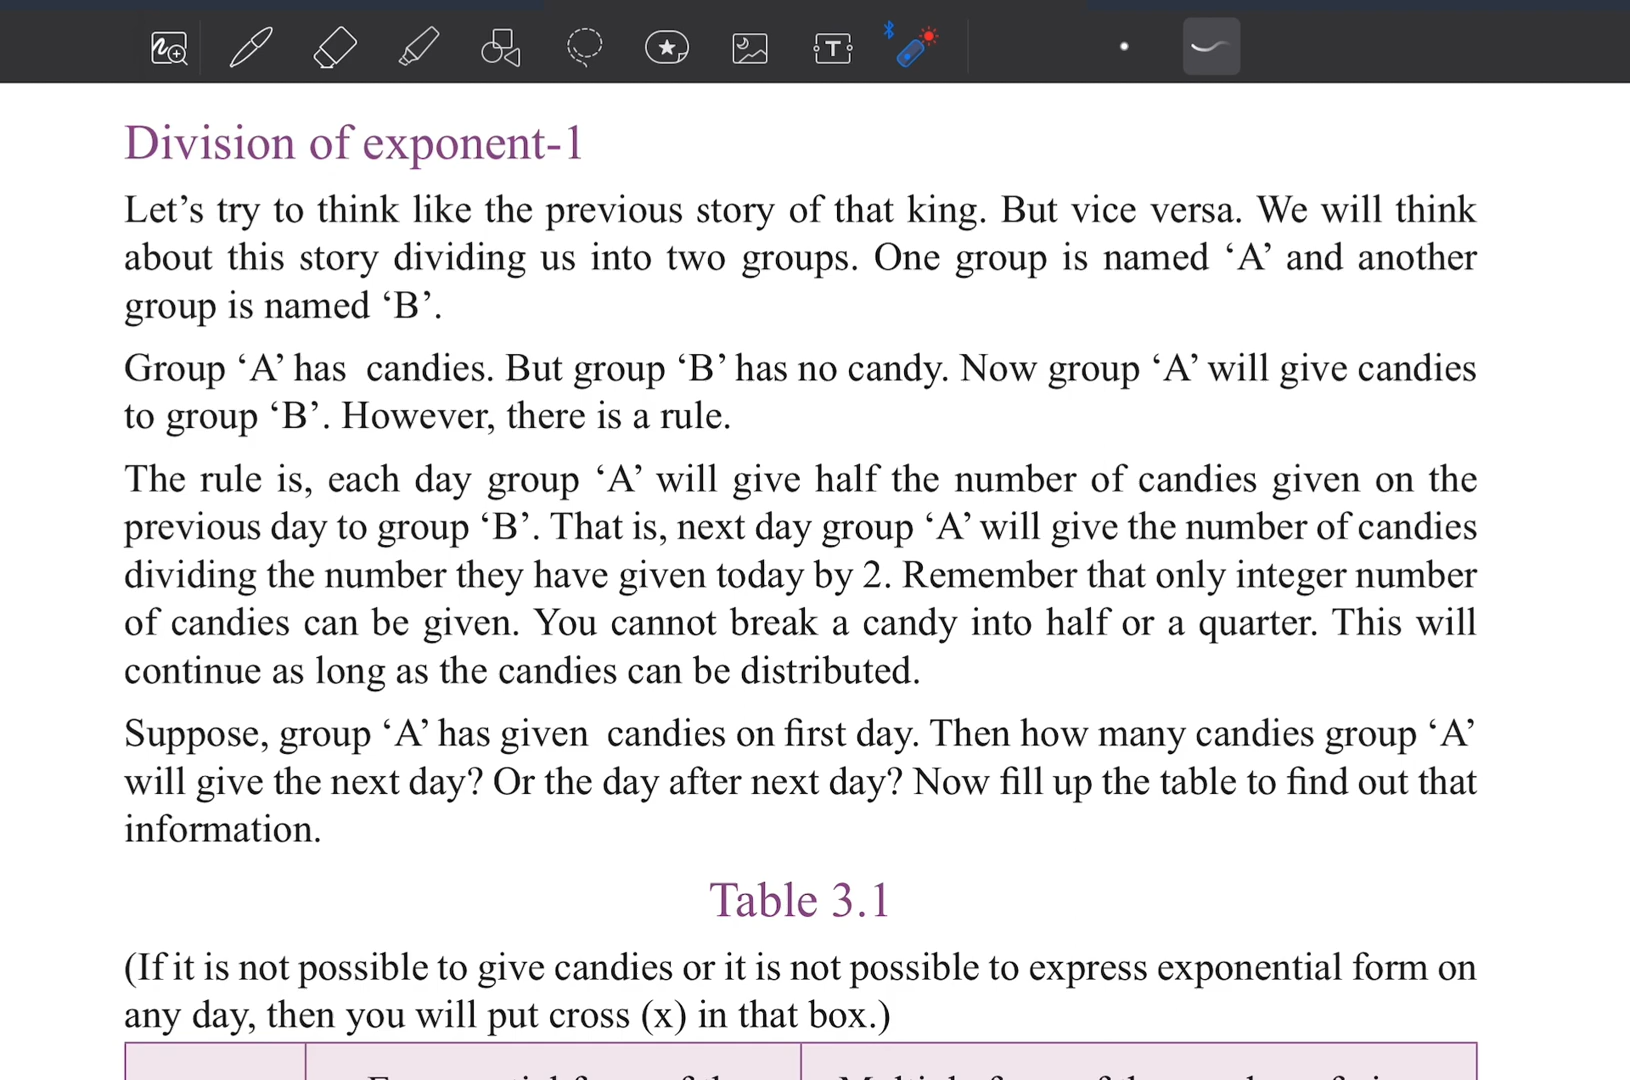 Division of exponent-1
Let’s try to think like the previous story of that king. But vice versa. We will think
about this story dividing us into two groups. One group is named ‘A’ and another
group is named ‘B’.
Group ‘A’ has  candies. But group ‘B’ has no candy. Now group ‘A’ will give candies
to group ‘B’. However, there is a rule.
The rule is, each day group ‘A’ will give half the number of candies given on the
previous day to group ‘B’. That is, next day group ‘A’ will give the number of candies
dividing the number they have given today by 2. Remember that only integer number
of candies can be given. You cannot break a candy into half or a quarter. This will
continue as long as the candies can be distributed.
Suppose, group ‘A’ has given  candies on first day. Then how many candies group ‘A’
will give the next day? Or the day after next day? Now fill up the table to find out that
information.
Table 3.1
(If it is not possible to give candies or it is not possible to express exponential form on
any day, then you will put cross (x) in that box.)